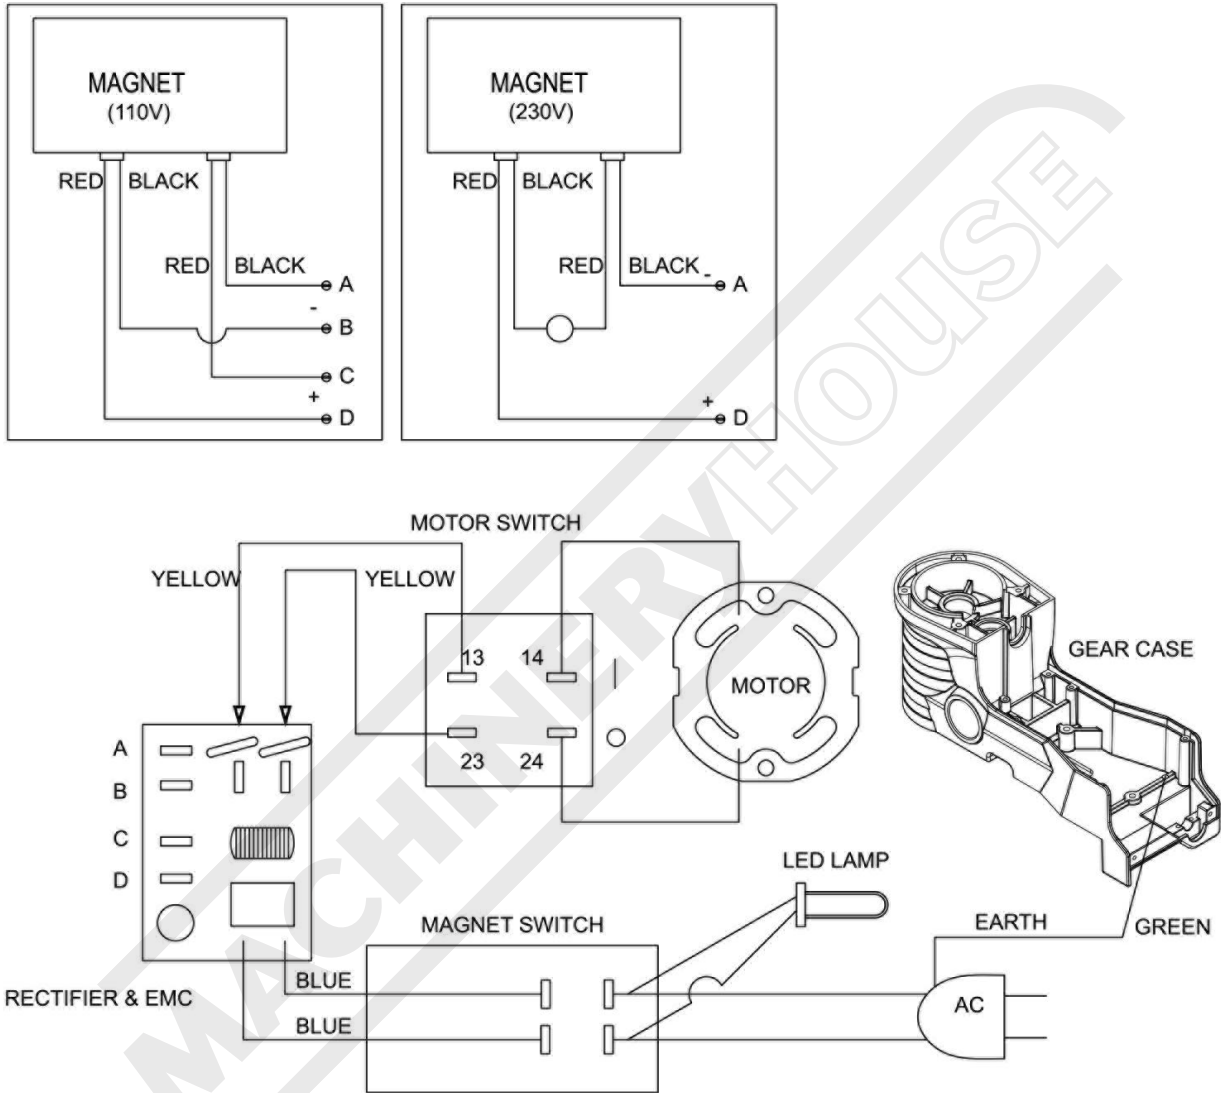 MAGNET
(110V)
RED BLACK
RED BLACK
A
-
B
C
+
D
MAGNET
(230V)
RED BLACK
RED BLACK
-
A
+
D
MOTOR SWITCH
YELLOW
YELLOW
13 14
23 24
MOTOR
GEAR CASE
A
B
C
D
RECTIFIER & EMC
MAGNET SWITCH
BLUE
BLUE
LED LAMP
EARTH
GREEN
AC
MACHINERYHOUSE